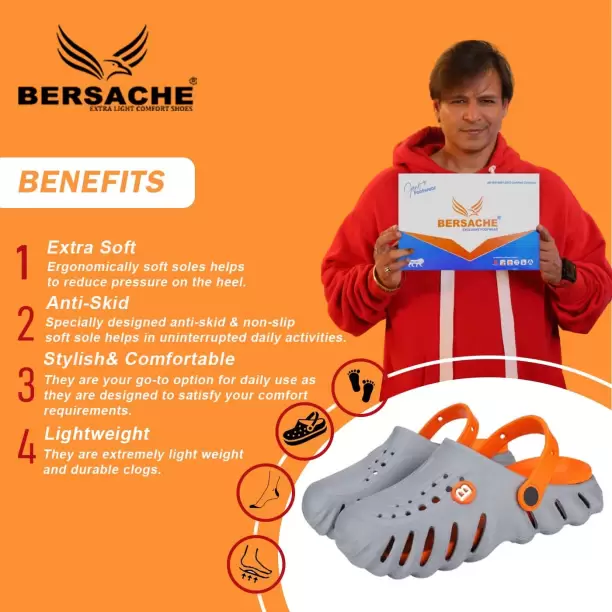 BERSACHE®
EXTRA LIGHT COMFORT SHOES
BENEFITS
1 Extra Soft
Ergonomically soft soles helps
to reduce pressure on the heel.
2 Anti-Skid
Specially designed anti-skid & non-slip
soft sole helps in uninterrupted daily activities.
3 Stylish& Comfortable
They are your go-to option for daily use as
they are designed to satisfy your comfort
requirements.
4 Lightweight
They are extremely light weight
and durable clogs.
BERSACHE®
B